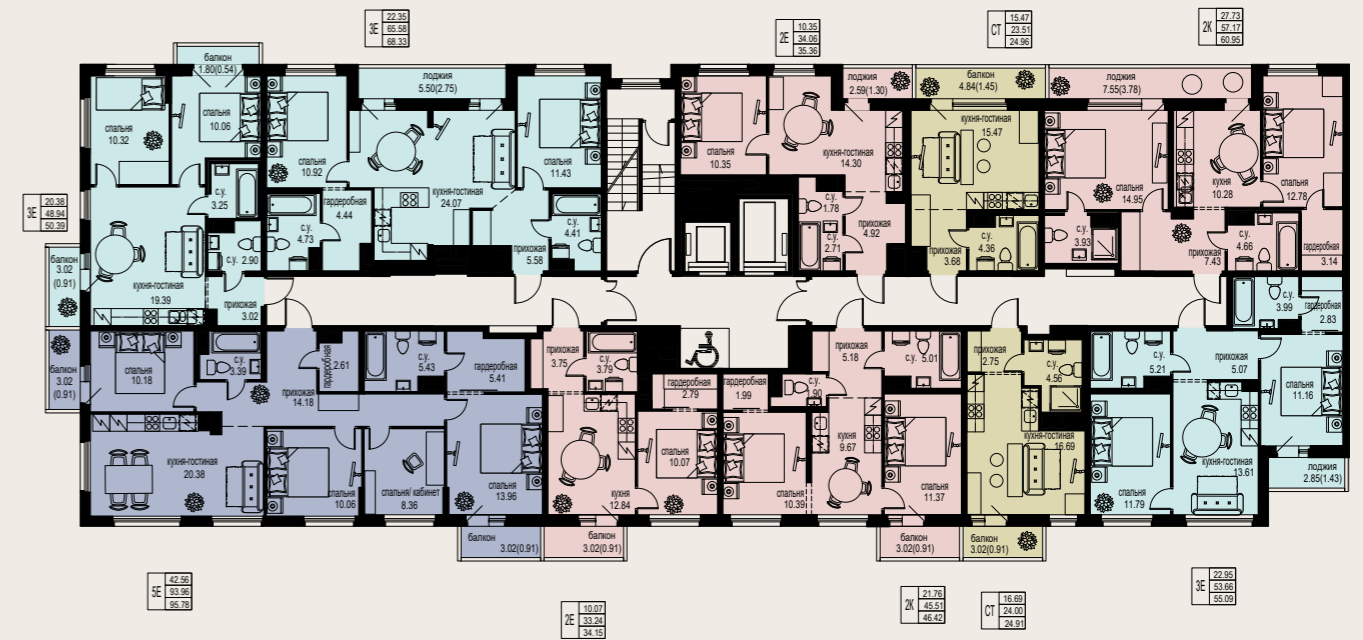 3Е
22.35
65.58
68.33
2Е
10.35
34.06
35.36
СТ
15.47
23.51
24.96
2К
27.73
57.17
60.95
балкон
1.80(0.54)
лоджия
5.50(2.75)
лоджия
2.59(1.30)
балкон
4.84(1.45)
лоджия
7.55(3.78)
спальня
10.32
спальня
10.06
спальня
10.92
кухня-гостиная
24.07
спальня
11.43
спальня
10.35
кухня-гостиная
14.30
кухня-гостиная
15.47
спальня
14.95
кухня
10.28
спальня
12.78
с.у.
3.25
гардеробная
4.44
с.у.
4.73
с.у.
4.41
с.у.
1.78
с.у.
2.71
прихожая
4.92
прихожая
3.68
с.у.
4.36
с.у.
3.93
прихожая
7.43
с.у.
4.66
гардеробная
3.14
3Е
20.38
48.94
50.39
с.у. 2.90
прихожая
5.58
балкон
3.02
(0.91)
кухня-гостиная
19.39
прихожая
3.02
с.у.
3.99
гардеробная
2.83
балкон
3.02
(0.91)
спальня
10.18
с.у.
3.39
прихожая
14.18
гардеробная
2.61
с.у.
5.43
гардеробная
5.41
прихожая
3.75
с.у.
3.79
гардеробная
2.79
гардеробная
1.99
прихожая
5.18
с.у.
1.90
с.у. 5.01
прихожая
2.75
с.у.
4.56
с.у.
5.21
прихожая
5.07
спальня
11.16
кухня-гостиная
20.38
спальня
10.06
спальня/ кабинет
8.36
спальня
13.96
кухня
12.84
спальня
10.07
спальня
10.39
кухня
9.67
спальня
11.37
кухня-гостиная
16.69
спальня
11.79
кухня-гостиная
13.61
лоджия
2.85(1.43)
балкон
3.02(0.91)
балкон
3.02(0.91)
балкон
3.02(0.91)
балкон
3.02(0.91)
5Е
42.56
93.96
95.78
2Е
10.07
33.24
34.15
2К
21.76
45.51
46.42
СТ
16.69
24.00
24.91
3Е
22.95
53.66
55.09